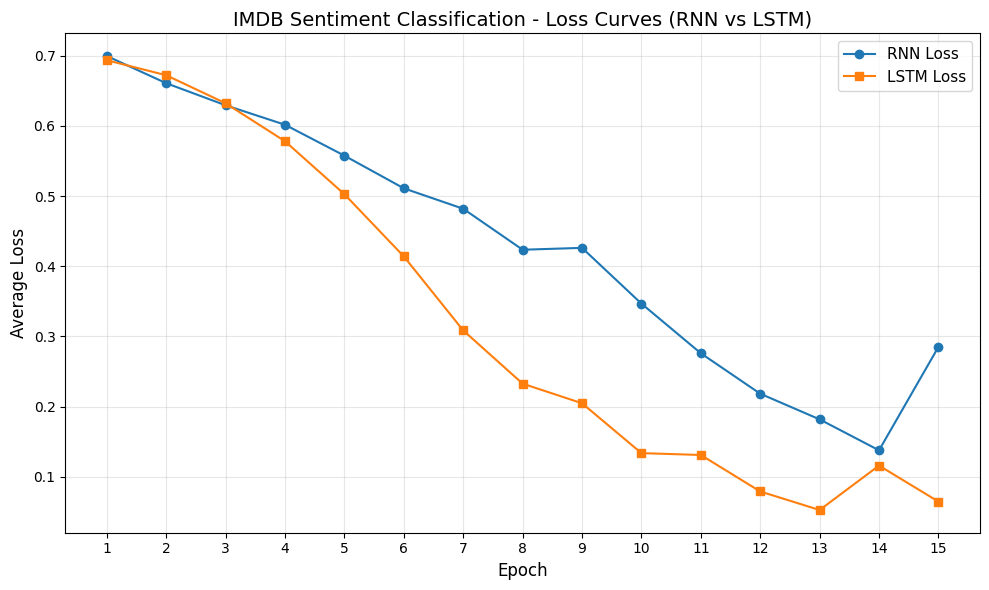 IMDB Sentiment Classification - Loss Curves (RNN vs LSTM)
RNN Loss
LSTM Loss
Average Loss
0.7
0.6
0.5
0.4
0.3
0.2
0.1
1 2 3 4 5 6 7 8 9 10 11 12 13 14 15
Epoch